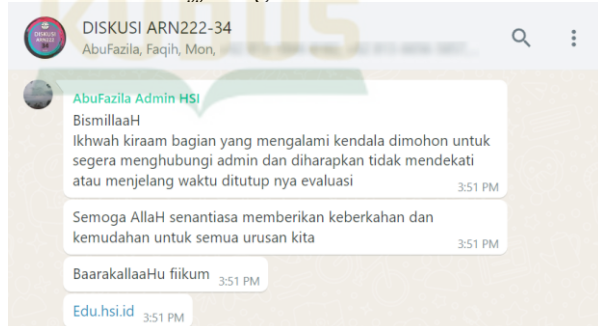 DISKUSI ARN222-34
AbuFazila, Faqih, Mon,
AbuFazila Admin HSI
BismillaaH
Ikhwah kiraam bagian yang mengalami kendala dimohon untuk
segera menghubungi admin dan diharapkan tidak mendekati
atau menjelang waktu ditutup nya evaluasi
3:51 PM
Semoga AllaH senantiasa memberikan keberkahan dan
kemudahan untuk semua urusan kita
3:51 PM
BaarakallaaHu fiikum 3:51 PM
Edu.hsi.id 3:51 PM